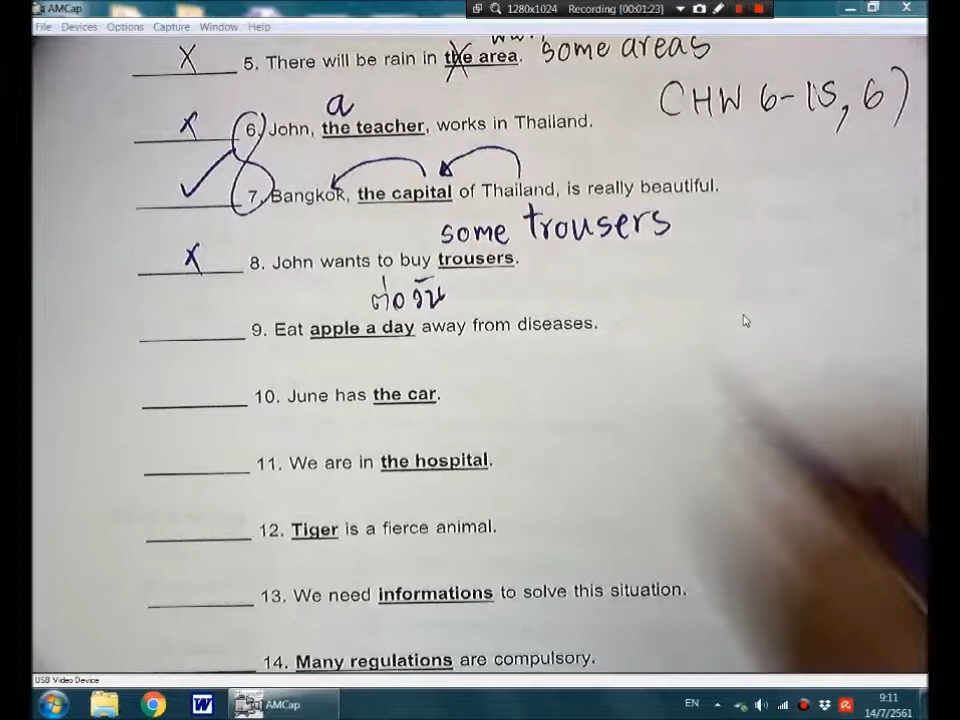 AMCap
1280x1024 Recording [00:01:23]
File Devices Options Capture Window Help
X 5. There will be rain in the area. some areas
(HW 6-15, 6)
a
X 6. John, the teacher, works in Thailand.
7. Bangkok, the capital of Thailand, is really beautiful.
some trousers
X 8. John wants to buy trousers.
ต่อวัน
9. Eat apple a day away from diseases.
10. June has the car.
11. We are in the hospital.
12. Tiger is a fierce animal.
13. We need informations to solve this situation.
14. Many regulations are compulsory.
USB Video Device
AMCap EN 9:11
14/7/2561